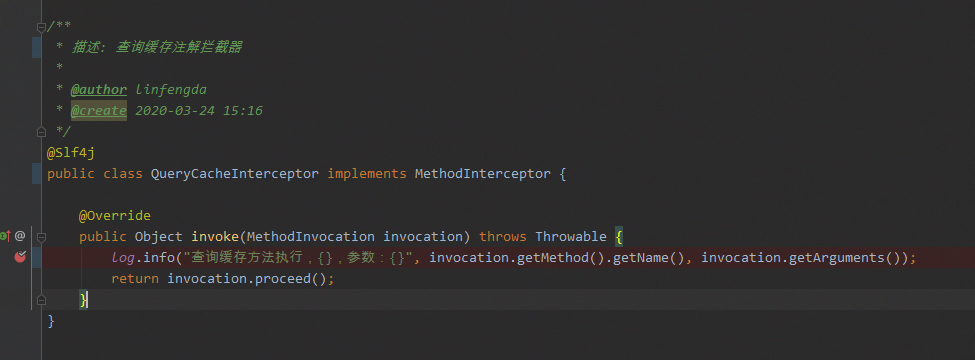 /**
 * 描述: 查询缓存注解拦截器
 *
 * @author linfengda
 * @create 2020-03-24 15:16
 */
@Slf4j
public class QueryCacheInterceptor implements MethodInterceptor {
    @Override
    public Object invoke(MethodInvocation invocation) throws Throwable {
        log.info("查询缓存方法执行，{}，参数：{}", invocation.getMethod().getName(), invocation.getArguments());
        return invocation.proceed();
    }
}